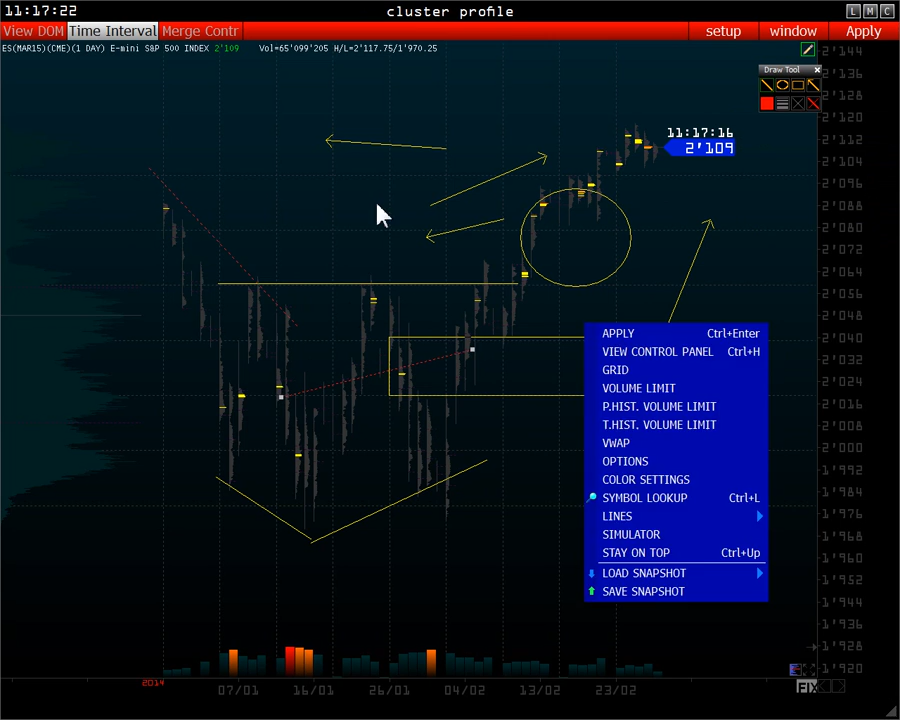 11:17:22 cluster profile L M C
View DOM Time Interval Merge Contr setup window Apply
ES(MAR15)(CME)(1 DAY) E-mini S&P 500 INDEX 2'109 Vol=65'099'205 H/L=2'117.75/1'970.25
Draw Tool
2'144
2'136
2'128
2'120
11:17:16
2'112
2'109
2'104
2'096
2'088
2'080
2'072
2'064
2'056
2'048
2'040
2'032
2'024
2'016
2'008
2'000
1'992
1'984
1'976
1'968
1'960
1'952
1'944
1'936
1'928
1'920
APPLY Ctrl+Enter
VIEW CONTROL PANEL Ctrl+H
GRID
VOLUME LIMIT
P.HIST. VOLUME LIMIT
T.HIST. VOLUME LIMIT
VWAP
OPTIONS
COLOR SETTINGS
SYMBOL LOOKUP Ctrl+L
LINES
SIMULATOR
STAY ON TOP Ctrl+Up
LOAD SNAPSHOT
SAVE SNAPSHOT
2014
07/01 16/01 26/01 04/02 13/02 23/02
FIX